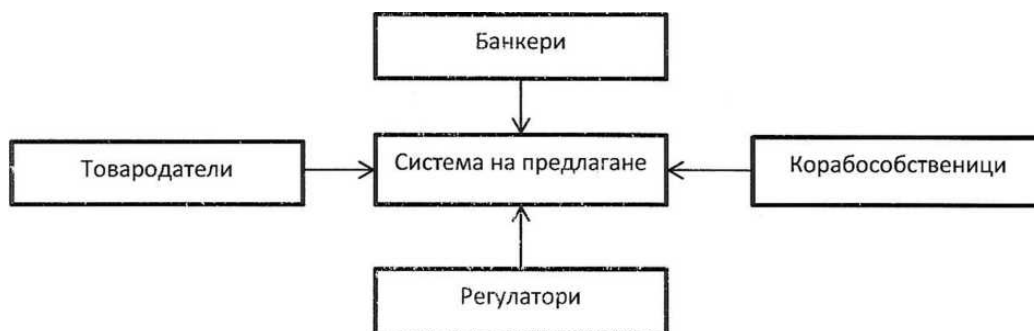 Банкери
Товародатели
Система на предлагане
Корабособственици
Регулатори